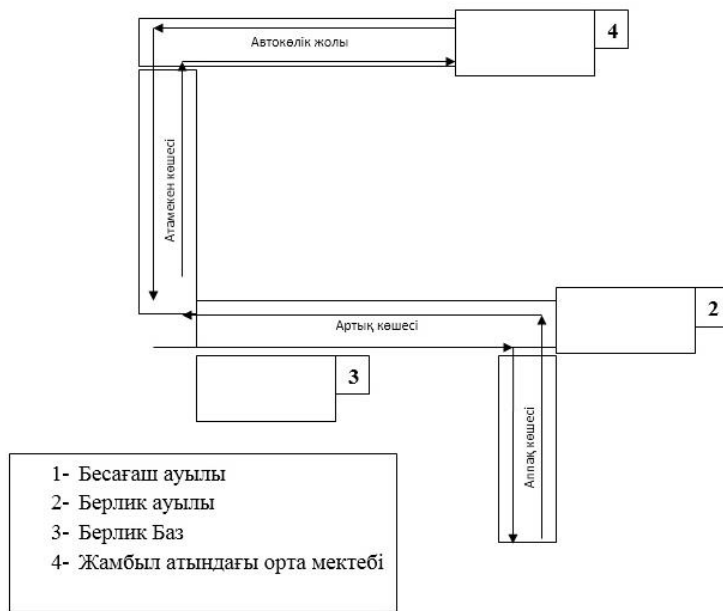 4
Автокөлік жолы
Атамекен көшесі
2
Артық көшесі
3
Аппақ көшесі
1- Бесағаш ауылы
2- Берлик ауылы
3- Берлик Баз
4- Жамбыл атындағы орта мектебі